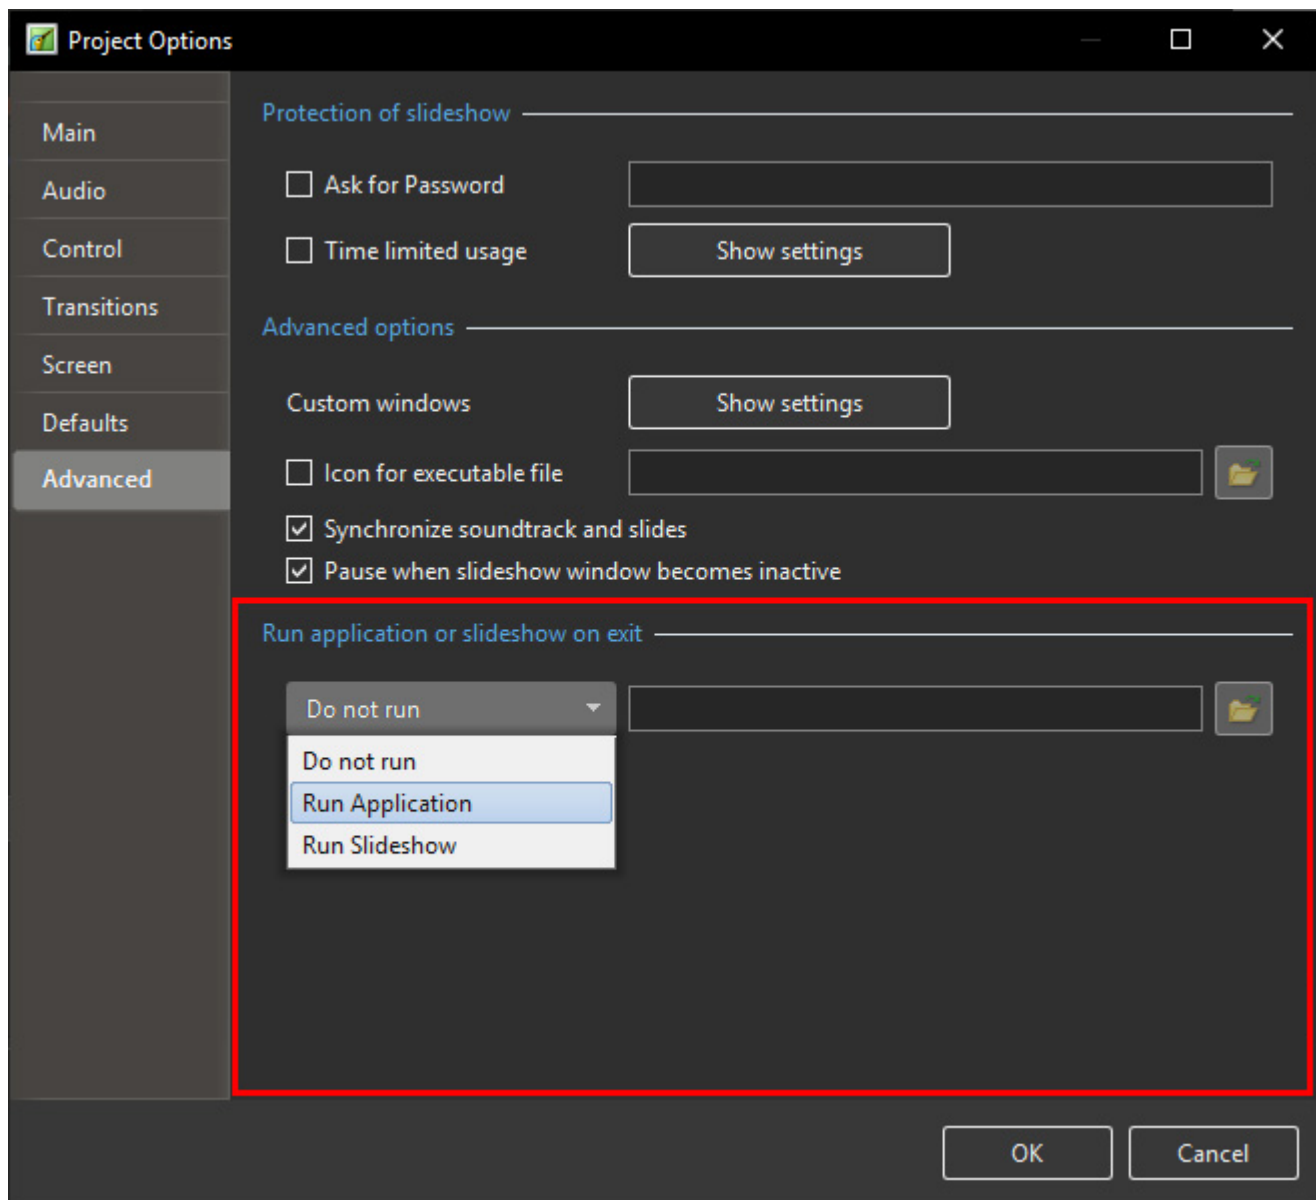 Project Options
Main
Audio
Control
Transitions
Screen
Defaults
Advanced
Protection of slideshow
Ask for Password
Time limited usage Show settings
Advanced options
Custom windows Show settings
Icon for executable file
Synchronize soundtrack and slides
Pause when slideshow window becomes inactive
Run application or slideshow on exit
Do not run
Do not run
Run Application
Run Slideshow
OK Cancel